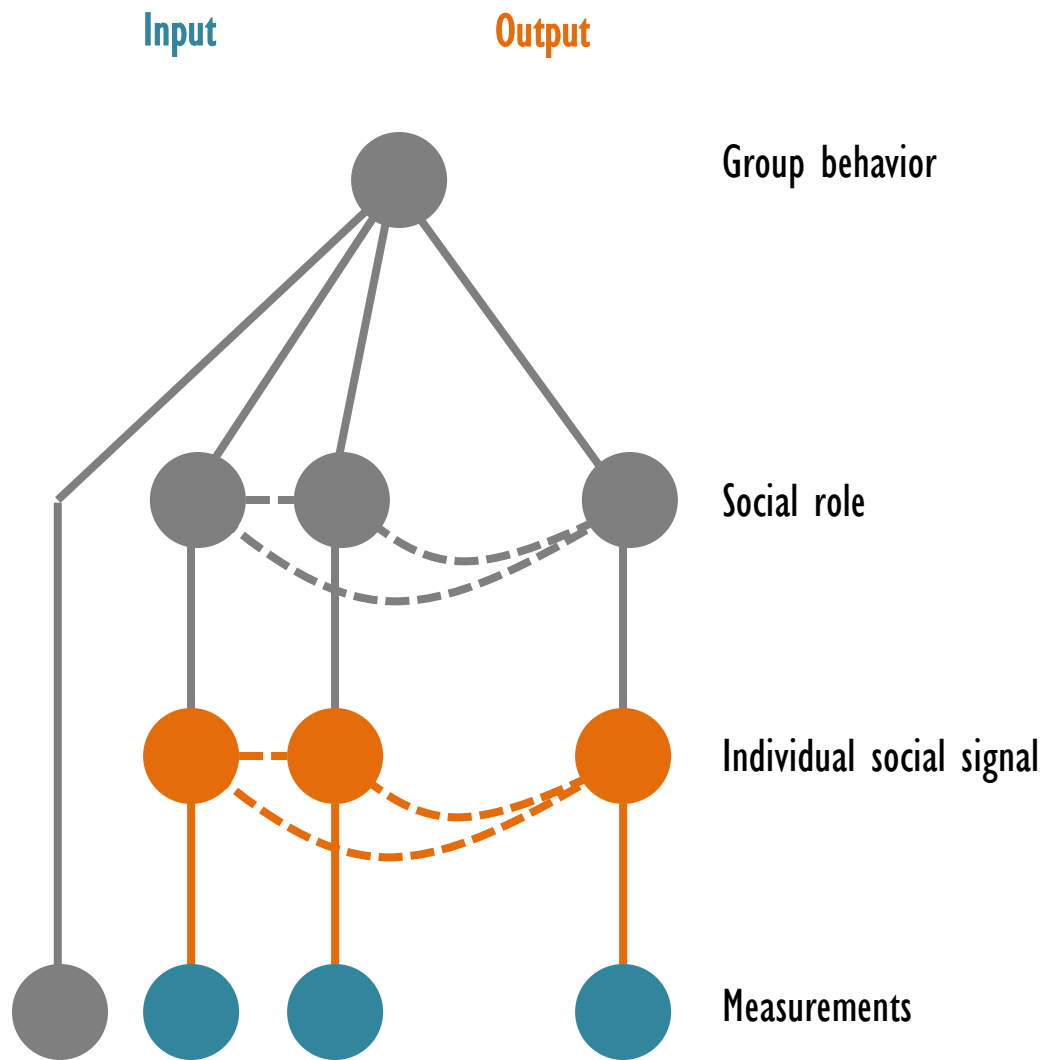 Input Output
Group behavior
Social role
Individual social signal
Measurements